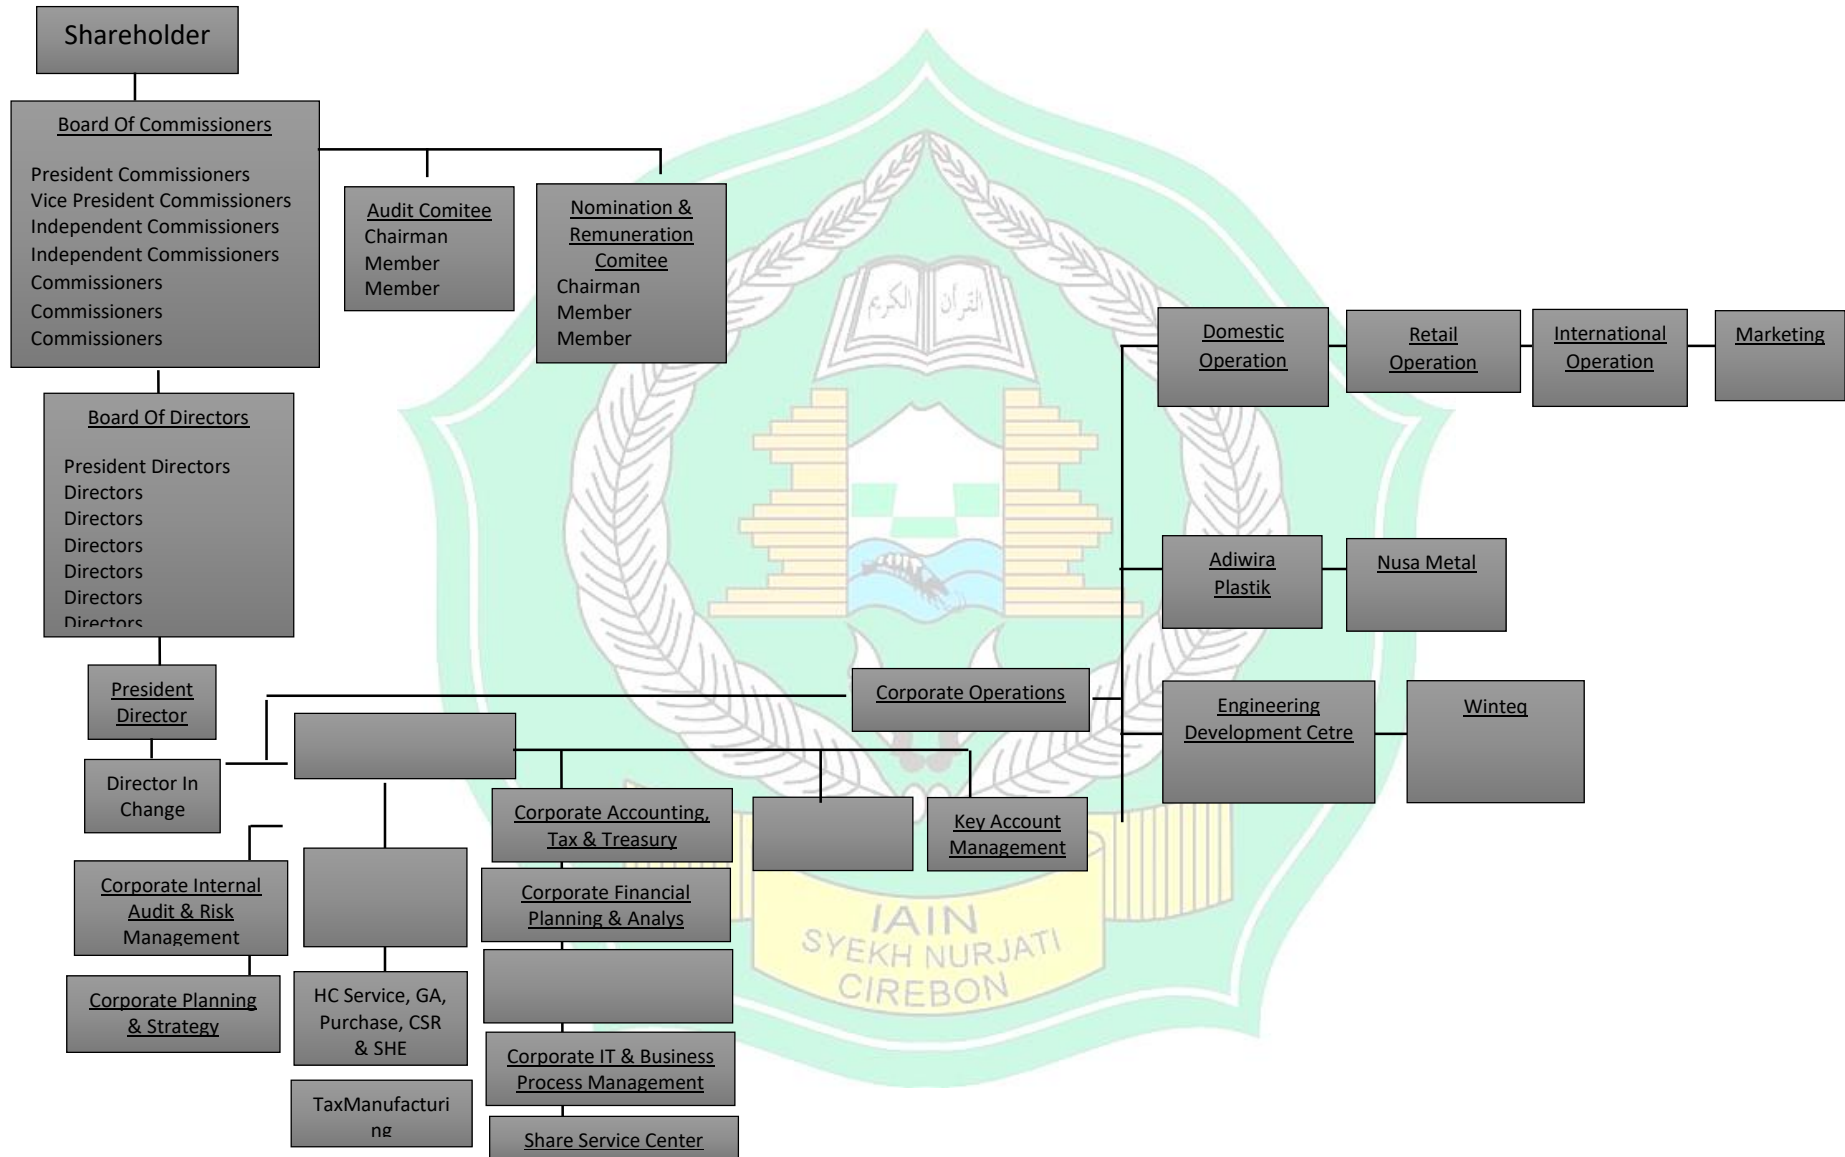 Shareholder
Board Of Commissioners
President Commissioners
Vice President Commissioners
Independent Commissioners
Independent Commissioners
Commissioners
Commissioners
Commissioners
Audit Comitee
Chairman
Member
Member
Nomination &
Remuneration
Comitee
Chairman
Member
Member
القرآن الكريم
Domestic
Operation
Retail
Operation
International
Operation
Marketing
Board Of Directors
President Directors
Directors
Directors
Directors
Directors
Directors
Directors
Adiwira
Plastik
Nusa Metal
President
Director
Corporate Operations
Engineering
Development Cetre
Winteq
Director In
Change
Corporate Accounting,
Tax & Treasury
Key Account
Management
Corporate Internal
Audit & Risk
Management
Corporate Financial
Planning & Analys
IAIN
SYEKH NURJATI
CIREBON
Corporate Planning
& Strategy
HC Service, GA,
Purchase, CSR
& SHE
Corporate IT & Business
Process Management
TaxManufacturi
ng
Share Service Center